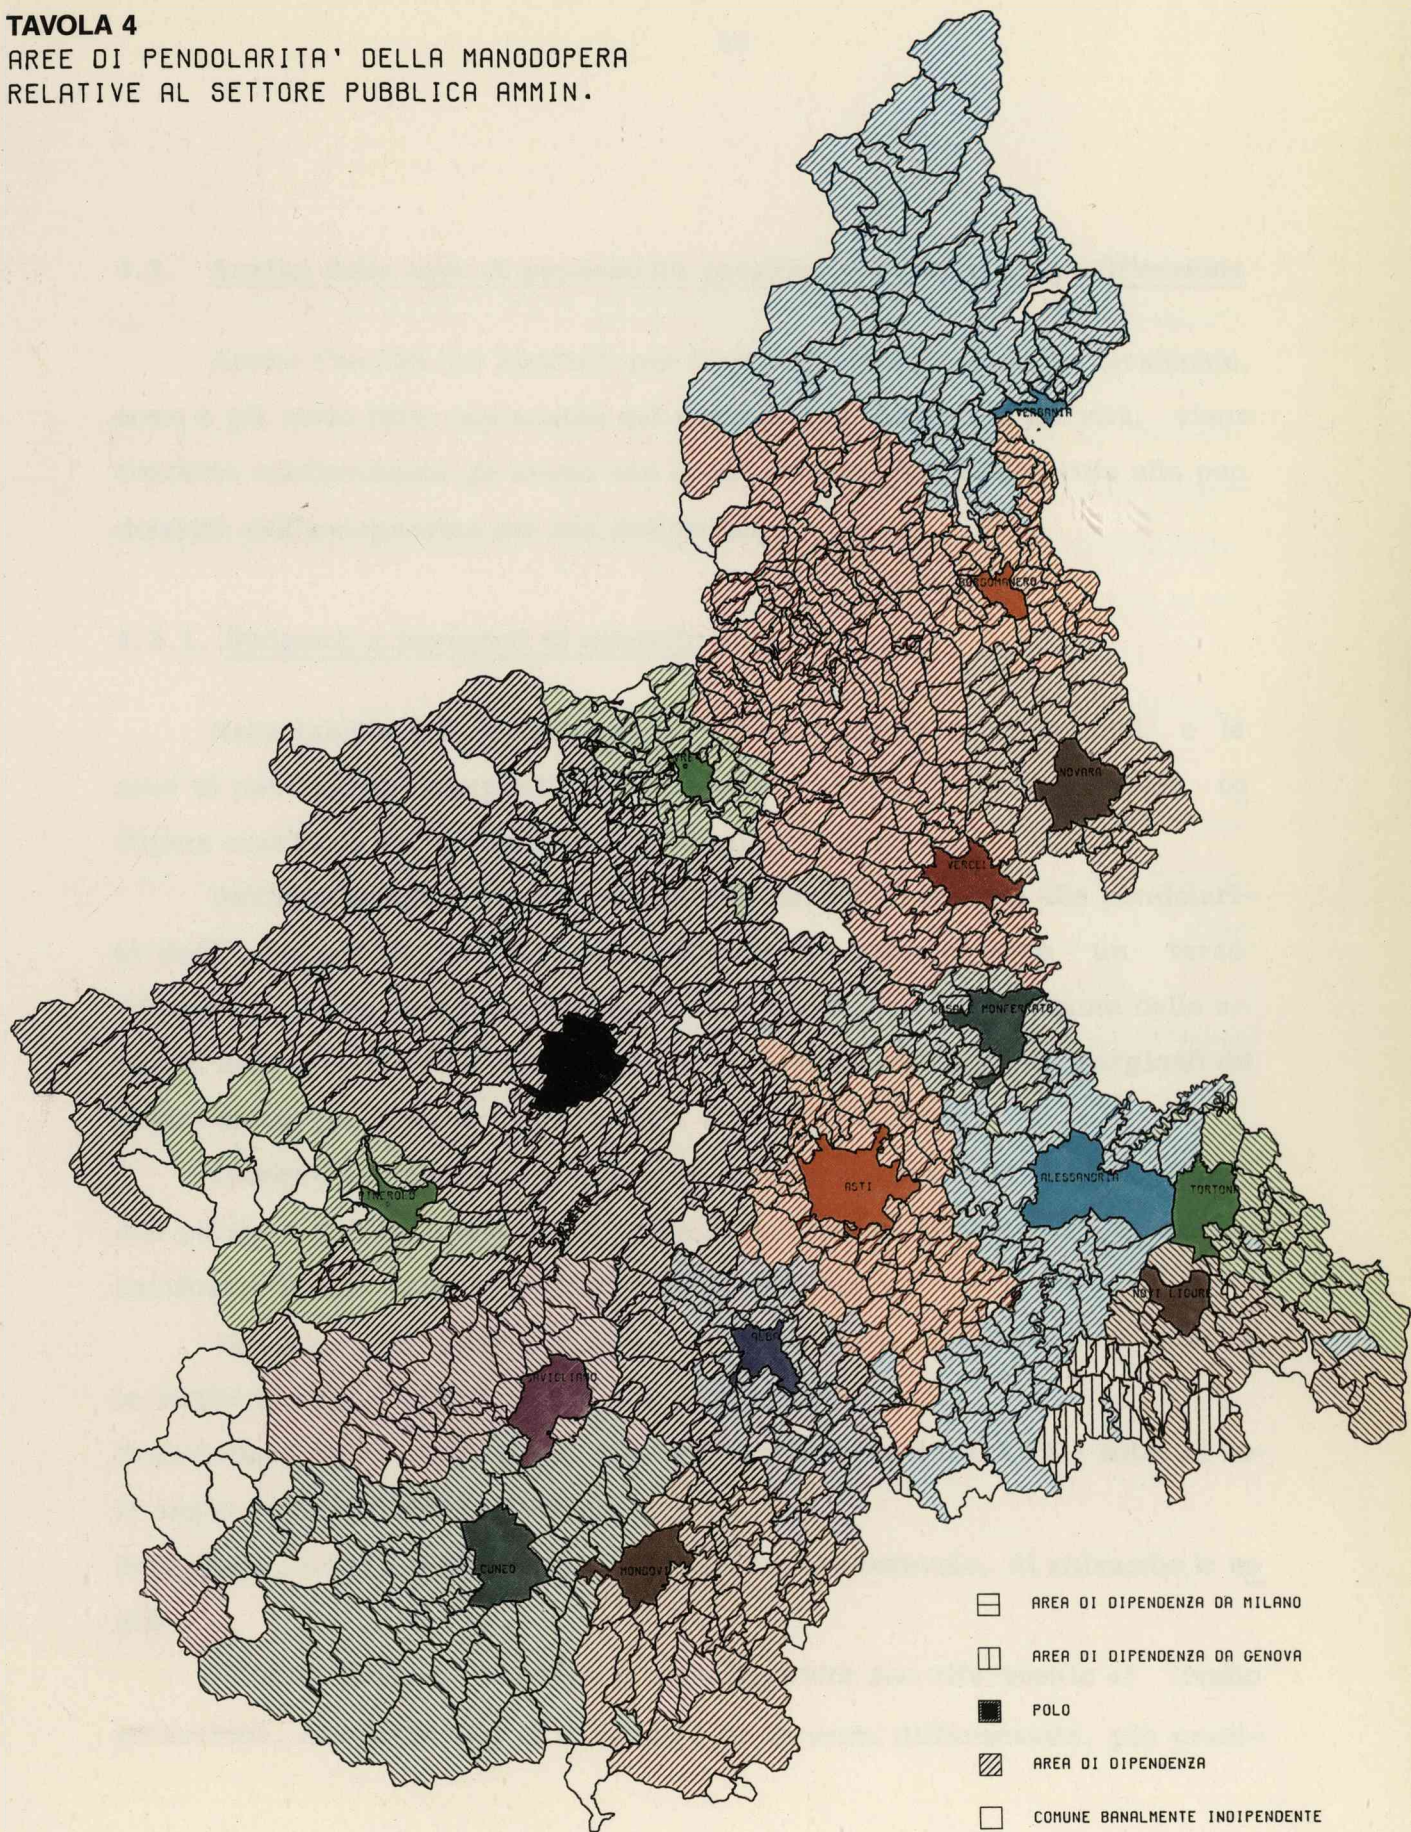 TAVOLA 4
AREE DI PENDOLARITA' DELLA MANODOPERA
RELATIVE AL SETTORE PUBBLICA AMMIN.
VERBANIA
BORGOMANERO
NOVARA
VERCELLI
CASALE MONFERRATO
ASTI
ALESSANDRIA
TORTONA
PINEROLO
NOVI LIGURE
ALBA
SAVIGLIANO
CUNEO
MONDOVI
AREA DI DIPENDENZA DA MILANO
AREA DI DIPENDENZA DA GENOVA
POLO
AREA DI DIPENDENZA
COMUNE BANALMENTE INDIPENDENTE